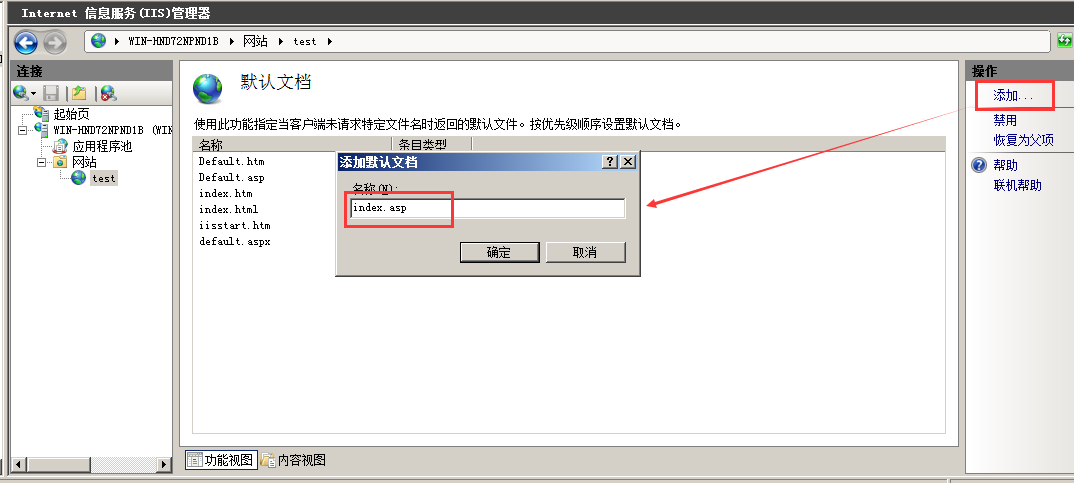 Internet 信息服务(IIS)管理器
WIN-HND72NPND1B 网站 test
连接
起始页
WIN-HND72NPND1B (WIN
应用程序池
网站
test
默认文档
使用此功能指定当客户端未请求特定文件名时返回的默认文件。按优先级顺序设置默认文档。
名称 条目类型
Default.htm
Default.asp
index.htm
index.html
iisstart.htm
default.aspx
添加默认文档
名称(N):
index.asp
确定 取消
功能视图 内容视图
操作
添加...
禁用
恢复为父项
帮助
联机帮助